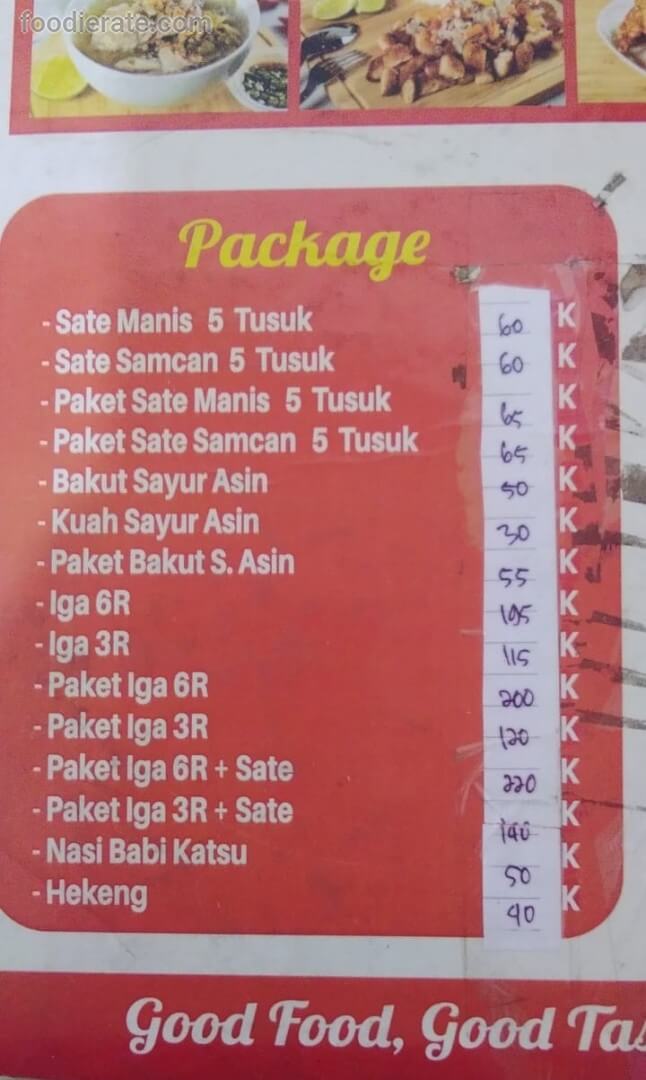 foodierate.com
Package
- Sate Manis 5 Tusuk 60 K
- Sate Samcan 5 Tusuk 60 K
- Paket Sate Manis 5 Tusuk 65 K
- Paket Sate Samcan 5 Tusuk 65 K
- Bakut Sayur Asin 50 K
- Kuah Sayur Asin 30 K
- Paket Bakut S. Asin 55 K
- Iga 6R 195 K
- Iga 3R 115 K
- Paket Iga 6R 200 K
- Paket Iga 3R 120 K
- Paket Iga 6R + Sate 220 K
- Paket Iga 3R + Sate 140 K
- Nasi Babi Katsu 50 K
- Hekeng 40 K
Good Food, Good Tas